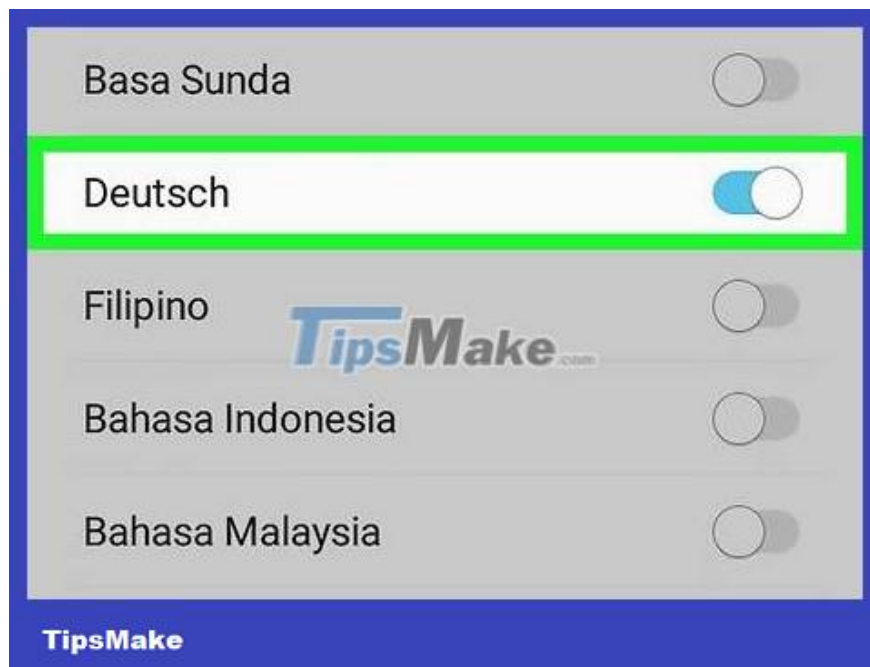 Basa Sunda
Deutsch
Filipino
TipsMake.com
Bahasa Indonesia
Bahasa Malaysia
TipsMake